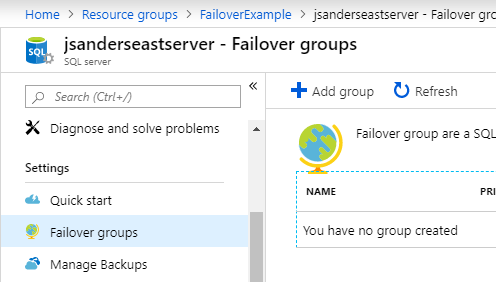 Home > Resource groups > FailoverExample > jsanderseastserver - Failover gro
jsanderseastserver - Failover groups
SQL
SQL server
Search (Ctrl+/)
Diagnose and solve problems
Settings
Quick start
Failover groups
Manage Backups
Add group Refresh
Failover group are a SQL
NAME PRI
You have no group created